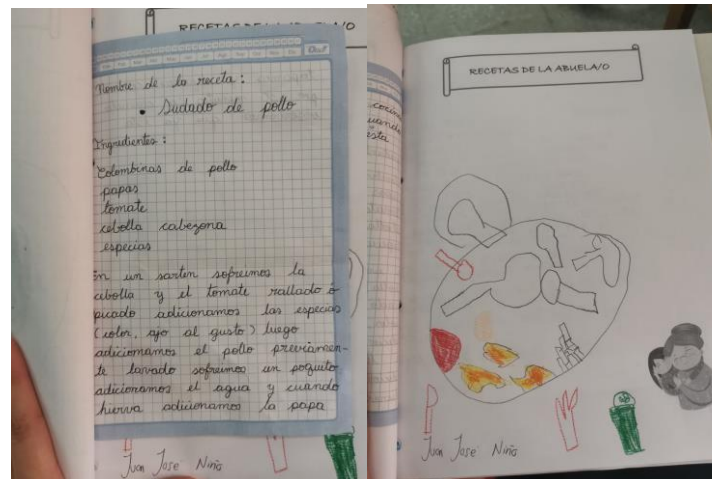 RECETAS DE LA
Nombre de la receta:
• Sudado de pollo
Ingredientes:
Colombinas de pollo
papas
tomate
cebolla cabezona
especias
En un sarten sofreimos la
cebolla y el tomate rallado ó
picado adicionamos las especias
(color, ajo al gusto) luego
adicionamos el pollo previamen-
te lavado sofreimos un poquito
adicionamos el agua y cuando
hierva adicionamos la papa
Juan Jose Niño
RECETAS DE LA ABUELA/O
Juan Jose Niño